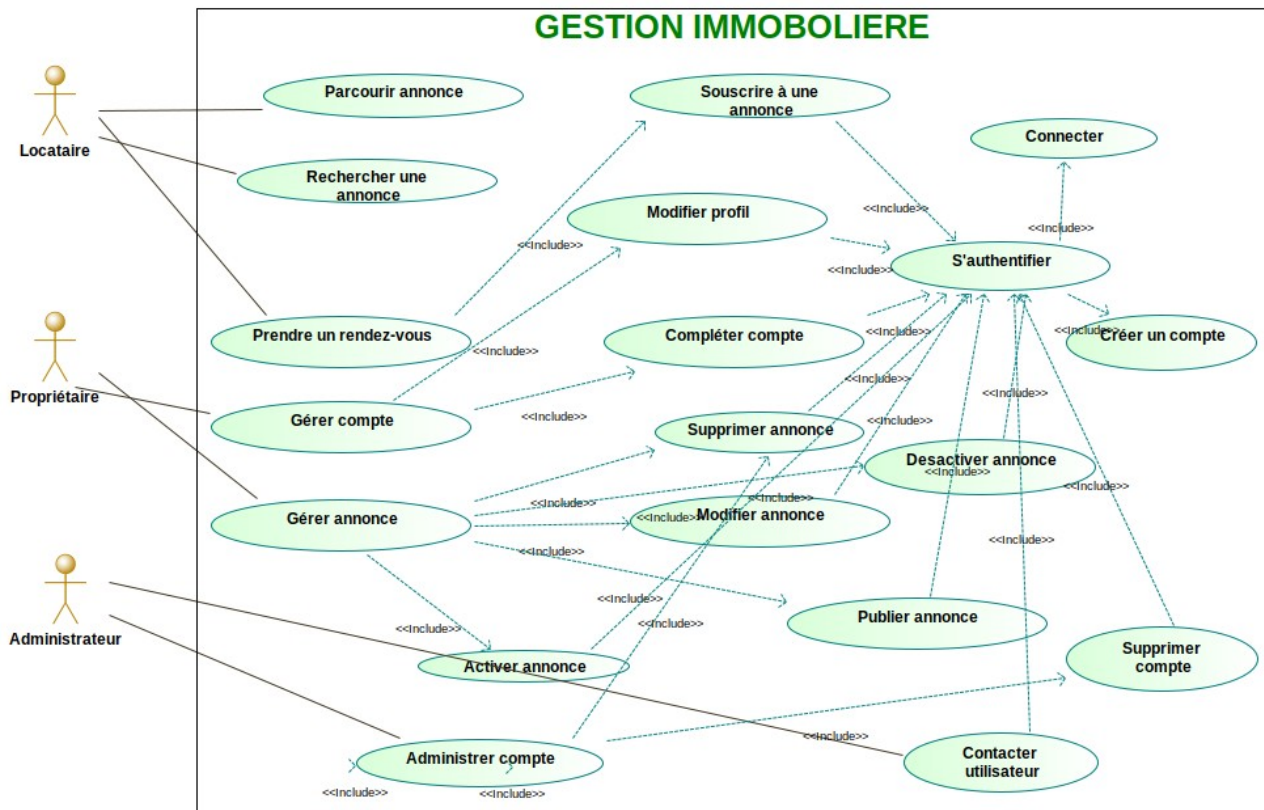 GESTION IMMOBOLIERE
Parcourir annonce
Souscrire à une
annonce
Connecter
Locataire
Rechercher une
annonce
Modifier profil
<<Include>>
<<Include>>
<<Include>>
S'authentifier
<<Include>>
Prendre un rendez-vous
Compléter compte
<<Include>>
<<Include>>
Créer un compte
<<Include>>
<<Include>>
Propriétaire
<<Include>>
Gérer compte
<<Include>>
<<Include>>
Supprimer annonce
Desactiver annonce
<<Include>>
<<Include>>
<<Include>>
<<Include>>
Gérer annonce
<<Include>>
Modifier annonce
<<Include>>
<<Include>>
Administrateur
<<Include>>
Publier annonce
<<Include>>
<<Include>>
Activer annonce
Supprimer
compte
<<Include>>
Administrer compte
Contacter
utilisateur
<<Include>>
<<Include>>